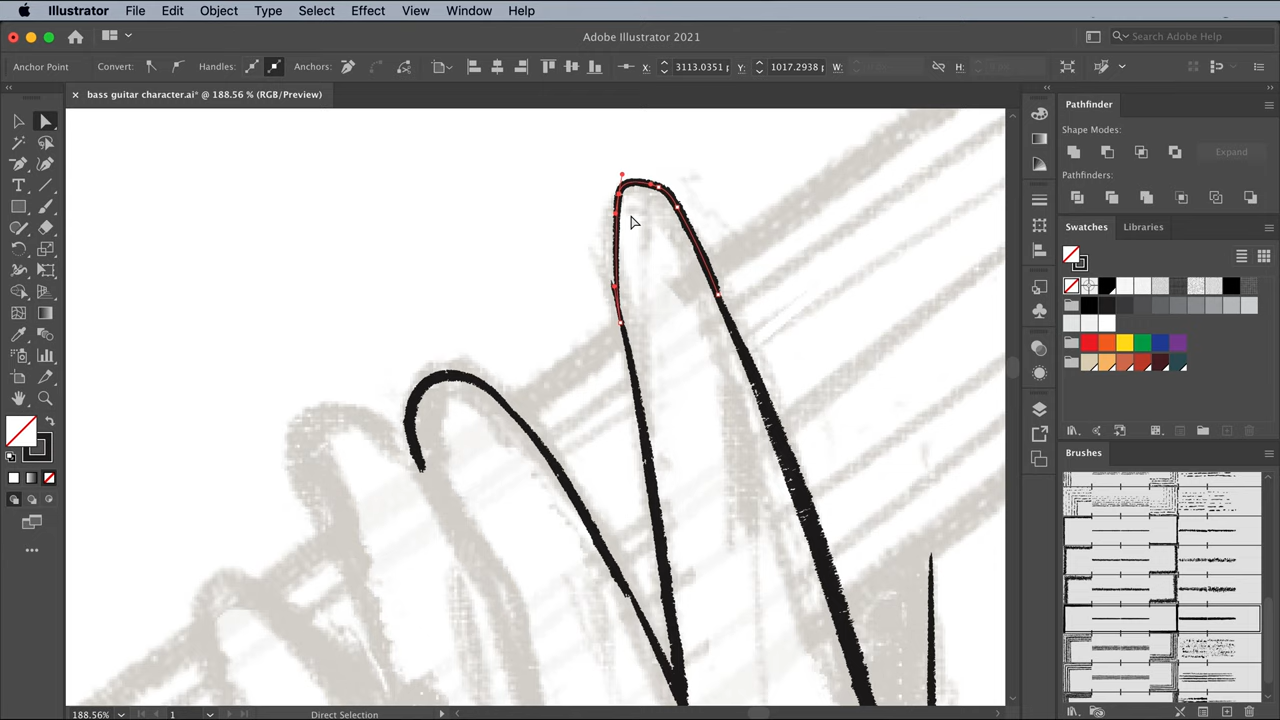 Illustrator File Edit Object Type Select Effect View Window Help
Adobe Illustrator 2021
Search Adobe Help
Anchor Point Convert: Handles: Anchors: X: 3113.0351 Y: 1017.2938 W: H:
bass guitar character.ai* @ 188.56 % (RGB/Preview)
Pathfinder
Shape Modes:
Expand
Pathfinders:
Swatches Libraries
Brushes
188.56% 1 Direct Selection